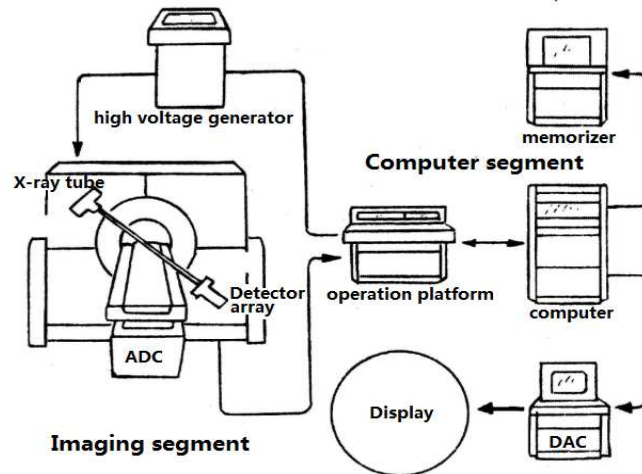 high voltage generator
memorizer
Computer segment
X-ray tube
Detector
array
operation platform
computer
ADC
Display
DAC
Imaging segment